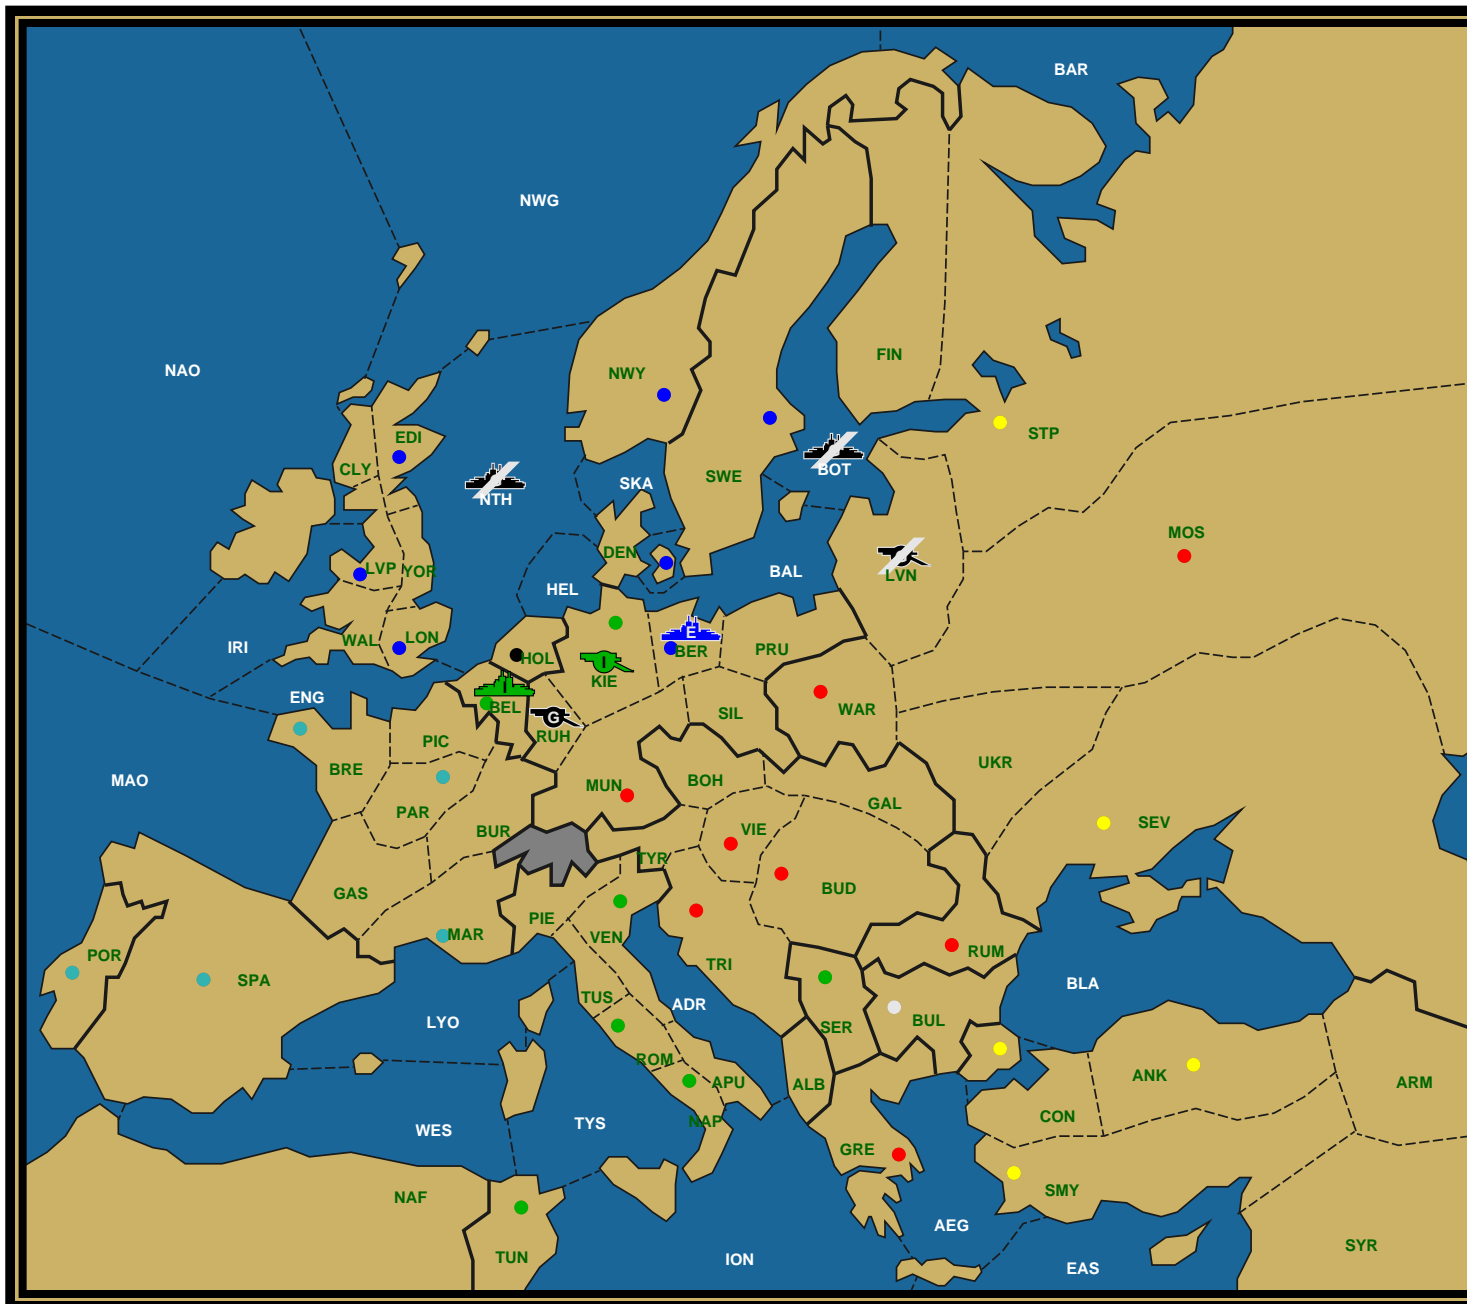 BAR
NWG
NAO
FIN
NWY
STP
EDI
CLY
SWE
BOT
SKA
NTH
MOS
DEN
LVN
LVP
YOR
BAL
HEL
IRI
WAL
LON
E
BER
PRU
HOL
I
KIE
ENG
I
BEL
G
RUH
SIL
WAR
PIC
BRE
UKR
MAO
MUN
BOH
GAL
PAR
BUR
VIE
SEV
TYR
BUD
GAS
PIE
MAR
VEN
POR
SPA
TRI
RUM
BLA
TUS
ADR
LYO
BUL
SER
ROM
APU
ALB
ANK
ARM
NAP
CON
WES
TYS
GRE
SMY
NAF
AEG
TUN
ION
EAS
SYR